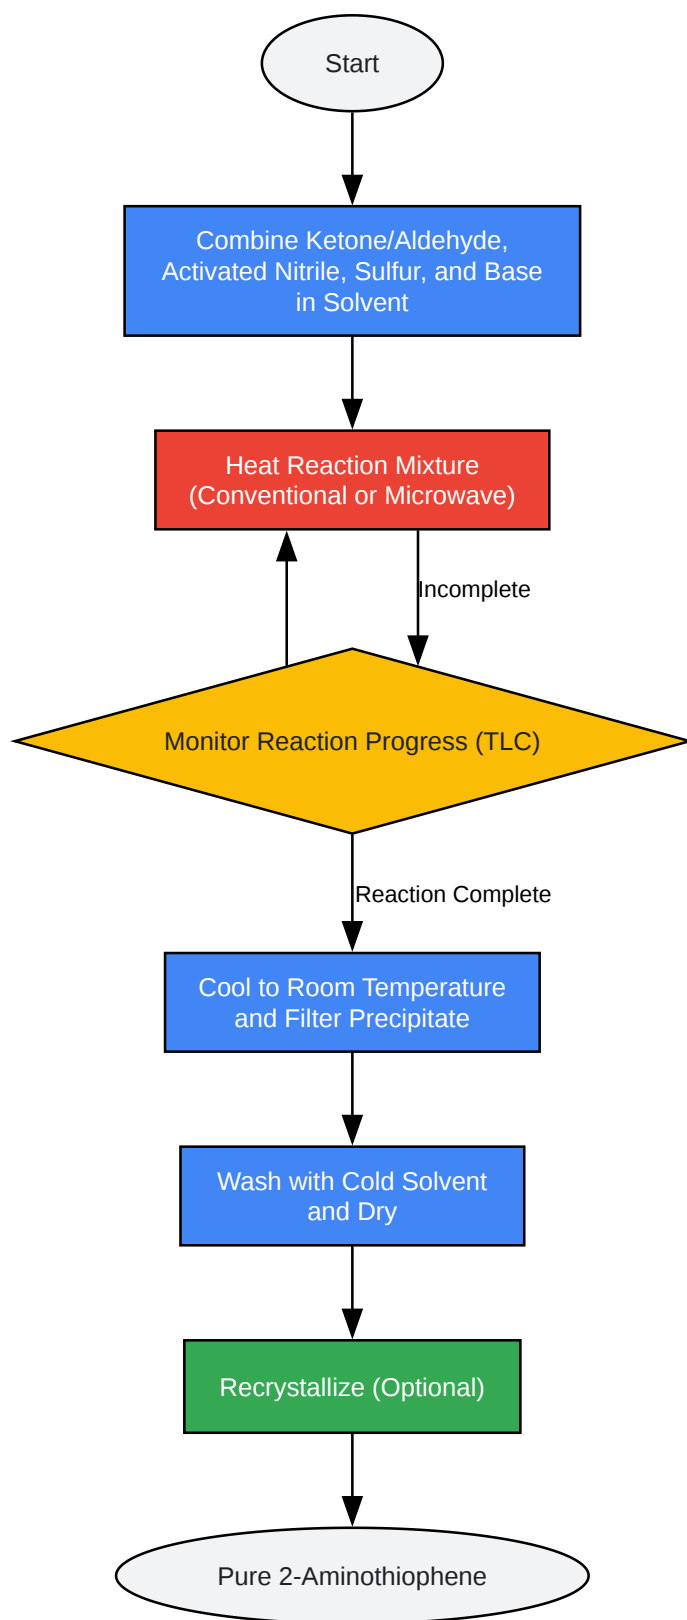 Start
Combine Ketone/Aldehyde,
Activated Nitrile, Sulfur, and Base
in Solvent
Heat Reaction Mixture
(Conventional or Microwave)
Incomplete
Monitor Reaction Progress (TLC)
Reaction Complete
Cool to Room Temperature
and Filter Precipitate
Wash with Cold Solvent
and Dry
Recrystallize (Optional)
Pure 2-Aminothiophene